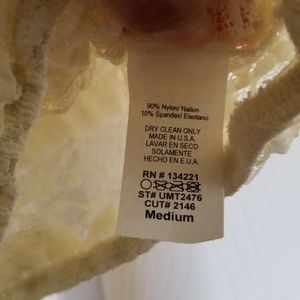 90% Nylon/ Nailon
10% Spandex/ Elastano
DRY CLEAN ONLY
MADE IN U.S.A.
LAVAR EN SECO
SOLAMENTE
HECHO EN E.U.A.
RN # 134221
ST# UMT2476
CUT# 2146
Medium